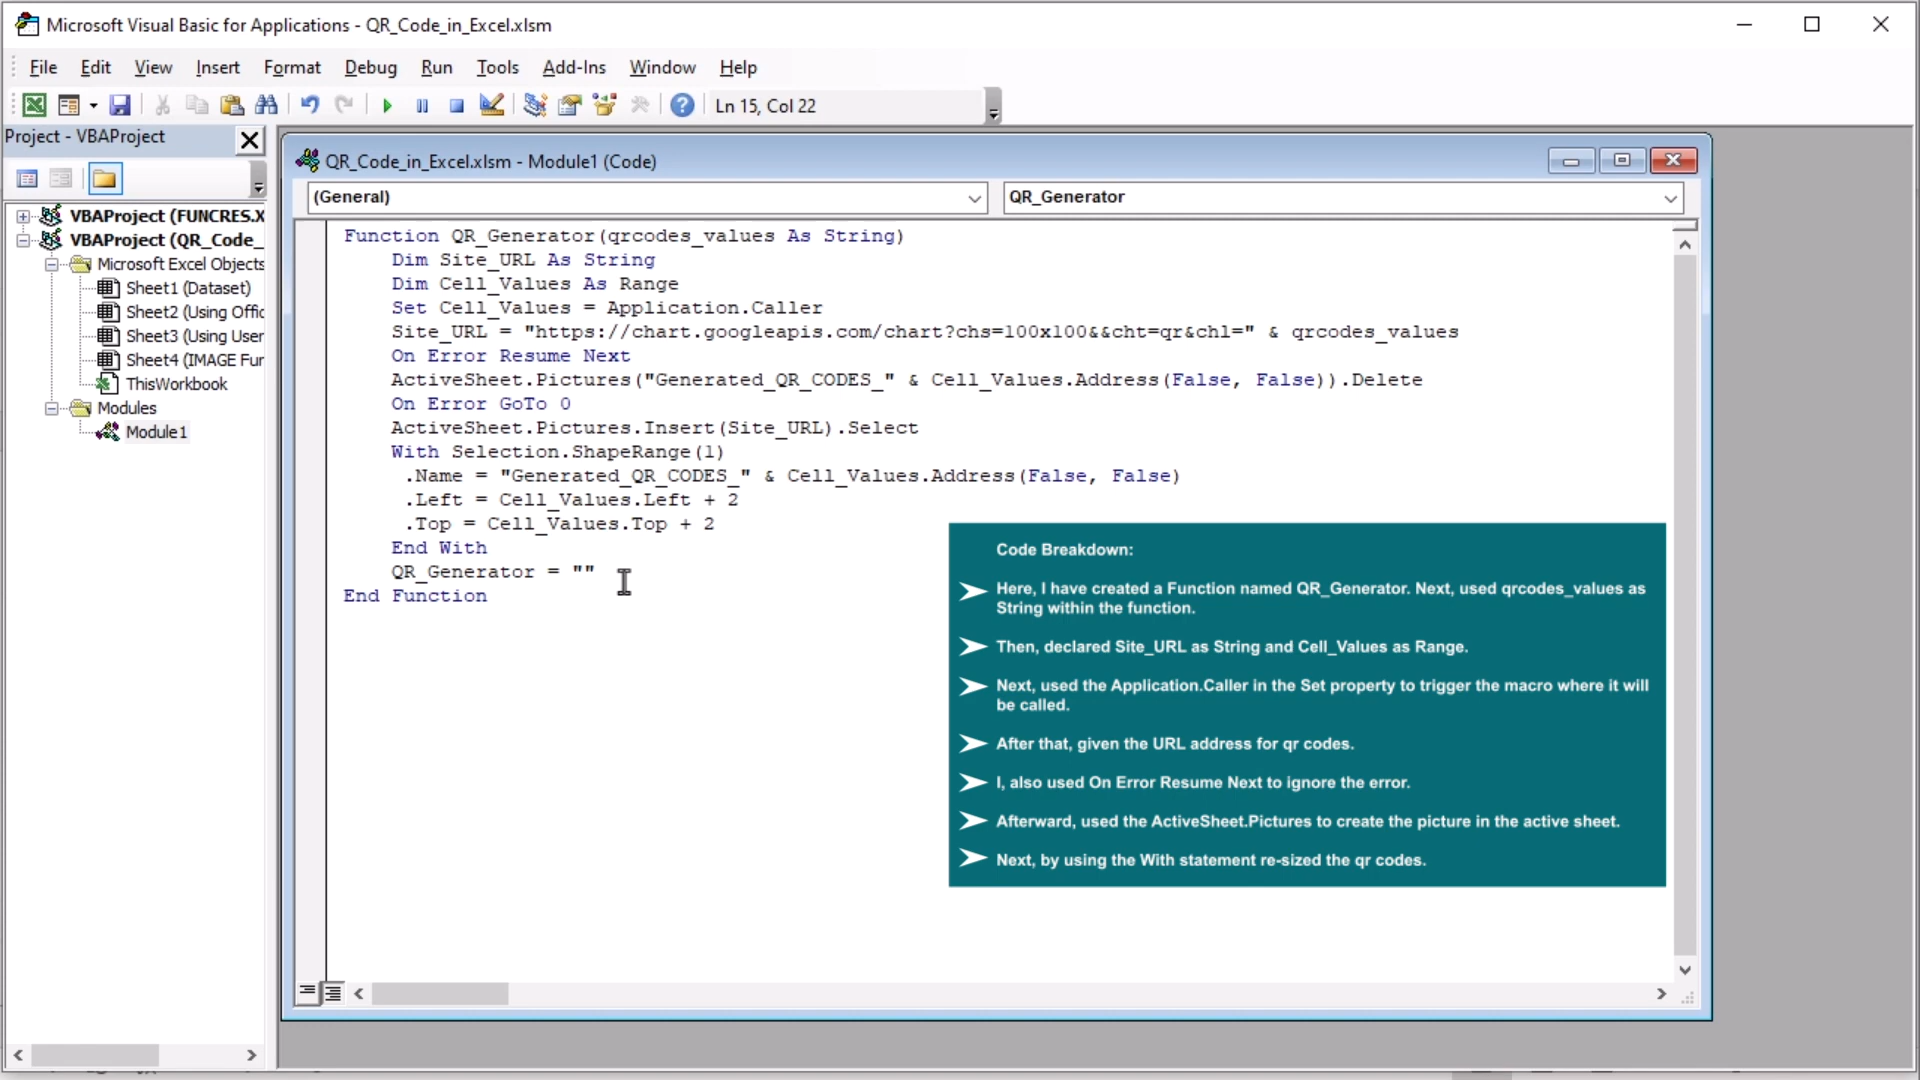 Microsoft Visual Basic for Applications - QR_Code_in_Excel.xlsm
File Edit View Insert Format Debug Run Tools Add-Ins Window Help
Ln 15, Col 22
Project - VBAProject
VBAProject (FUNCRES.X
VBAProject (QR_Code_
Microsoft Excel Objects
Sheet1 (Dataset)
Sheet2 (Using Offic
Sheet3 (Using User
Sheet4 (IMAGE Fur
ThisWorkbook
Modules
Module1
QR_Code_in_Excel.xlsm - Module1 (Code)
(General) QR_Generator
Function QR_Generator(qrcodes_values As String)
Dim Site_URL As String
Dim Cell_Values As Range
Set Cell_Values = Application.Caller
Site_URL = "https://chart.googleapis.com/chart?chs=100x100&&cht=qr&chl=" & qrcodes_values
On Error Resume Next
ActiveSheet.Pictures("Generated_QR_CODES_" & Cell_Values.Address(False, False)).Delete
On Error GoTo 0
ActiveSheet.Pictures.Insert(Site_URL).Select
With Selection.ShapeRange(1)
.Name = "Generated_QR_CODES_" & Cell_Values.Address(False, False)
.Left = Cell_Values.Left + 2
.Top = Cell_Values.Top + 2
End With
QR_Generator = ""
End Function
Code Breakdown:
Here, I have created a Function named QR_Generator. Next, used qrcodes_values as
String within the function.
Then, declared Site_URL as String and Cell_Values as Range.
Next, used the Application.Caller in the Set property to trigger the macro where it will
be called.
After that, given the URL address for qr codes.
I, also used On Error Resume Next to ignore the error.
Afterward, used the ActiveSheet.Pictures to create the picture in the active sheet.
Next, by using the With statement re-sized the qr codes.